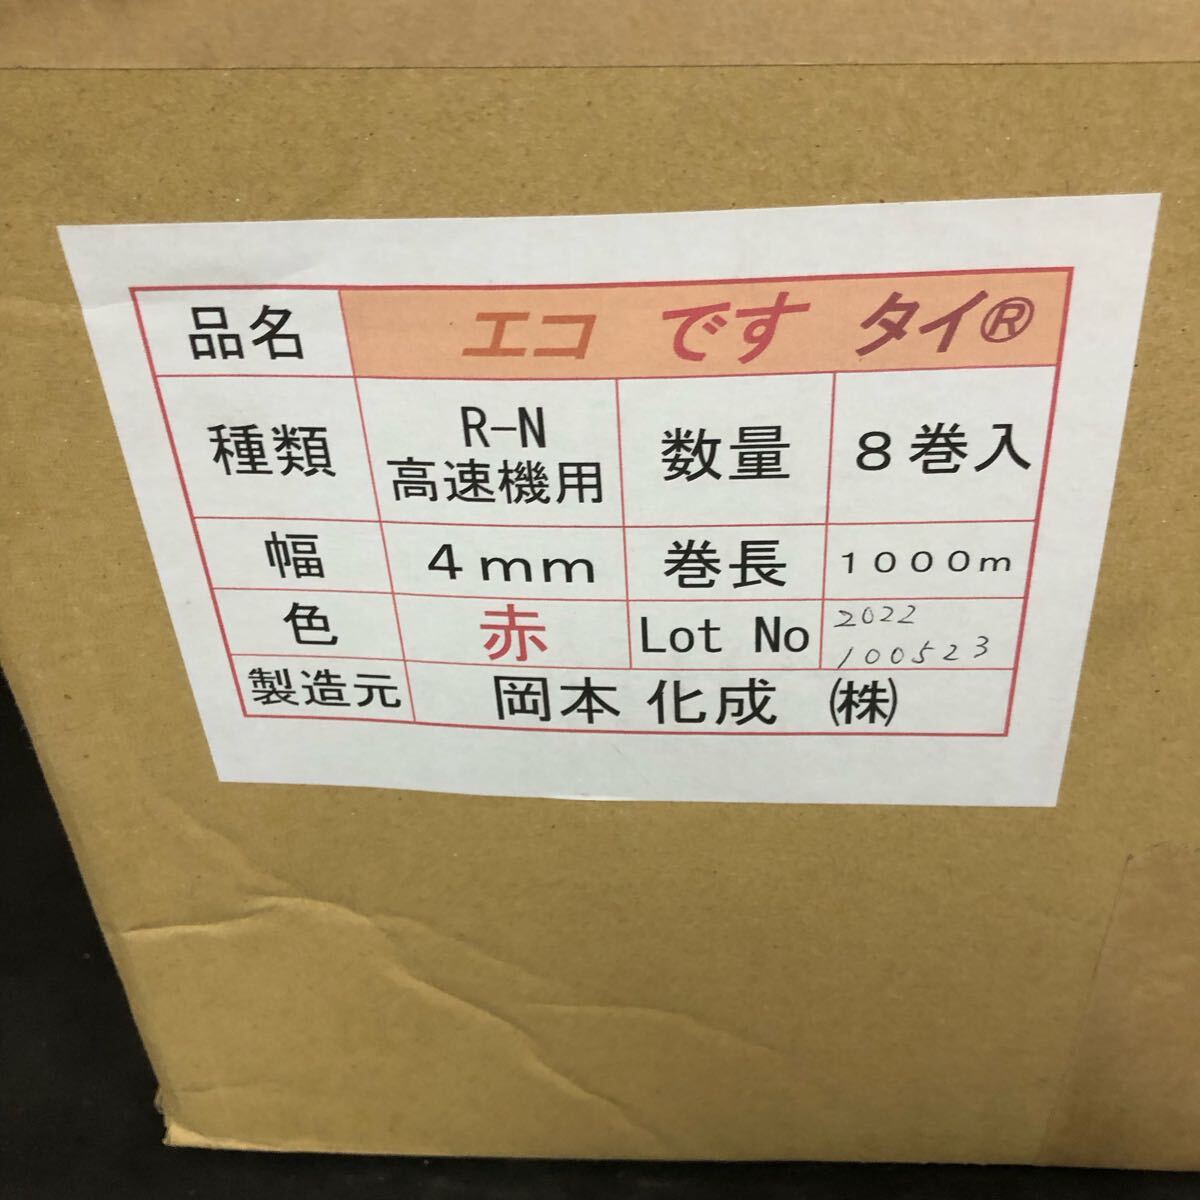 品名 エコ です タイ®
種類 R-N 高速機用 数量 8巻入
幅 4mm 巻長 1000m
色 赤 Lot No 2022 100523
製造元 岡本化成 ㈱